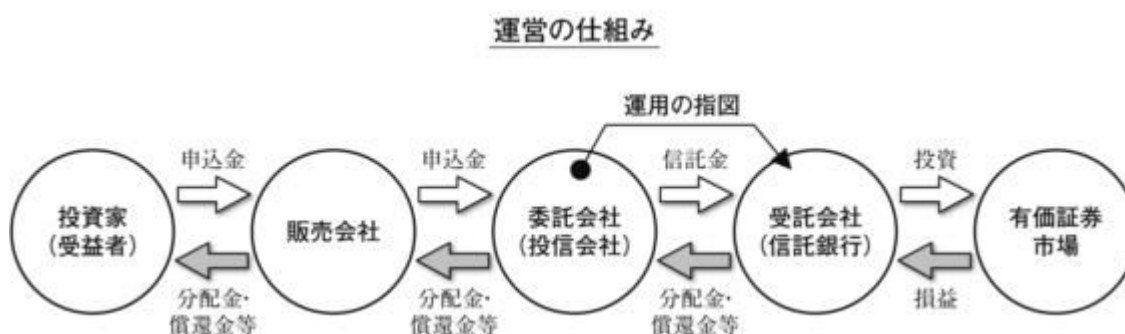 運営の仕組み
運用の指図
申込金
申込金
信託金
投資
投資家
(受益者)
販売会社
委託会社
(投信会社)
受託会社
(信託銀行)
有価証券
市場
分配金・
償還金等
分配金・
償還金等
分配金・
償還金等
損益